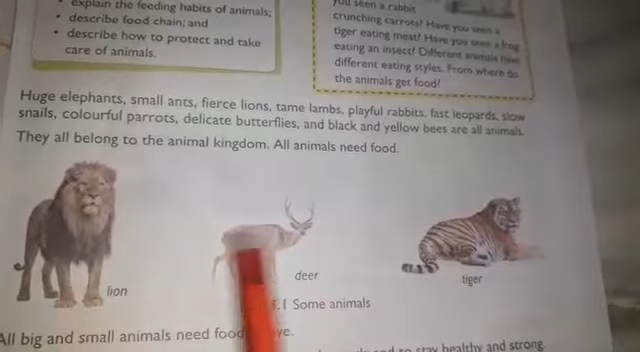 explain the feeding habits of animals;
• describe food chain; and
• describe how to protect and take
care of animals.
you seen a rabbit
crunching carrots? Have you seen a
tiger eating meat? Have you seen a frog
eating an insect? Different animals have
different eating styles. From where do
the animals get food?
Huge elephants, small ants, fierce lions, tame lambs, playful rabbits, fast leopards, slow
snails, colourful parrots, delicate butterflies, and black and yellow bees are all animals.
They all belong to the animal kingdom. All animals need food.
lion
deer
tiger
.1 Some animals
All big and small animals need food
to stay healthy and strong.